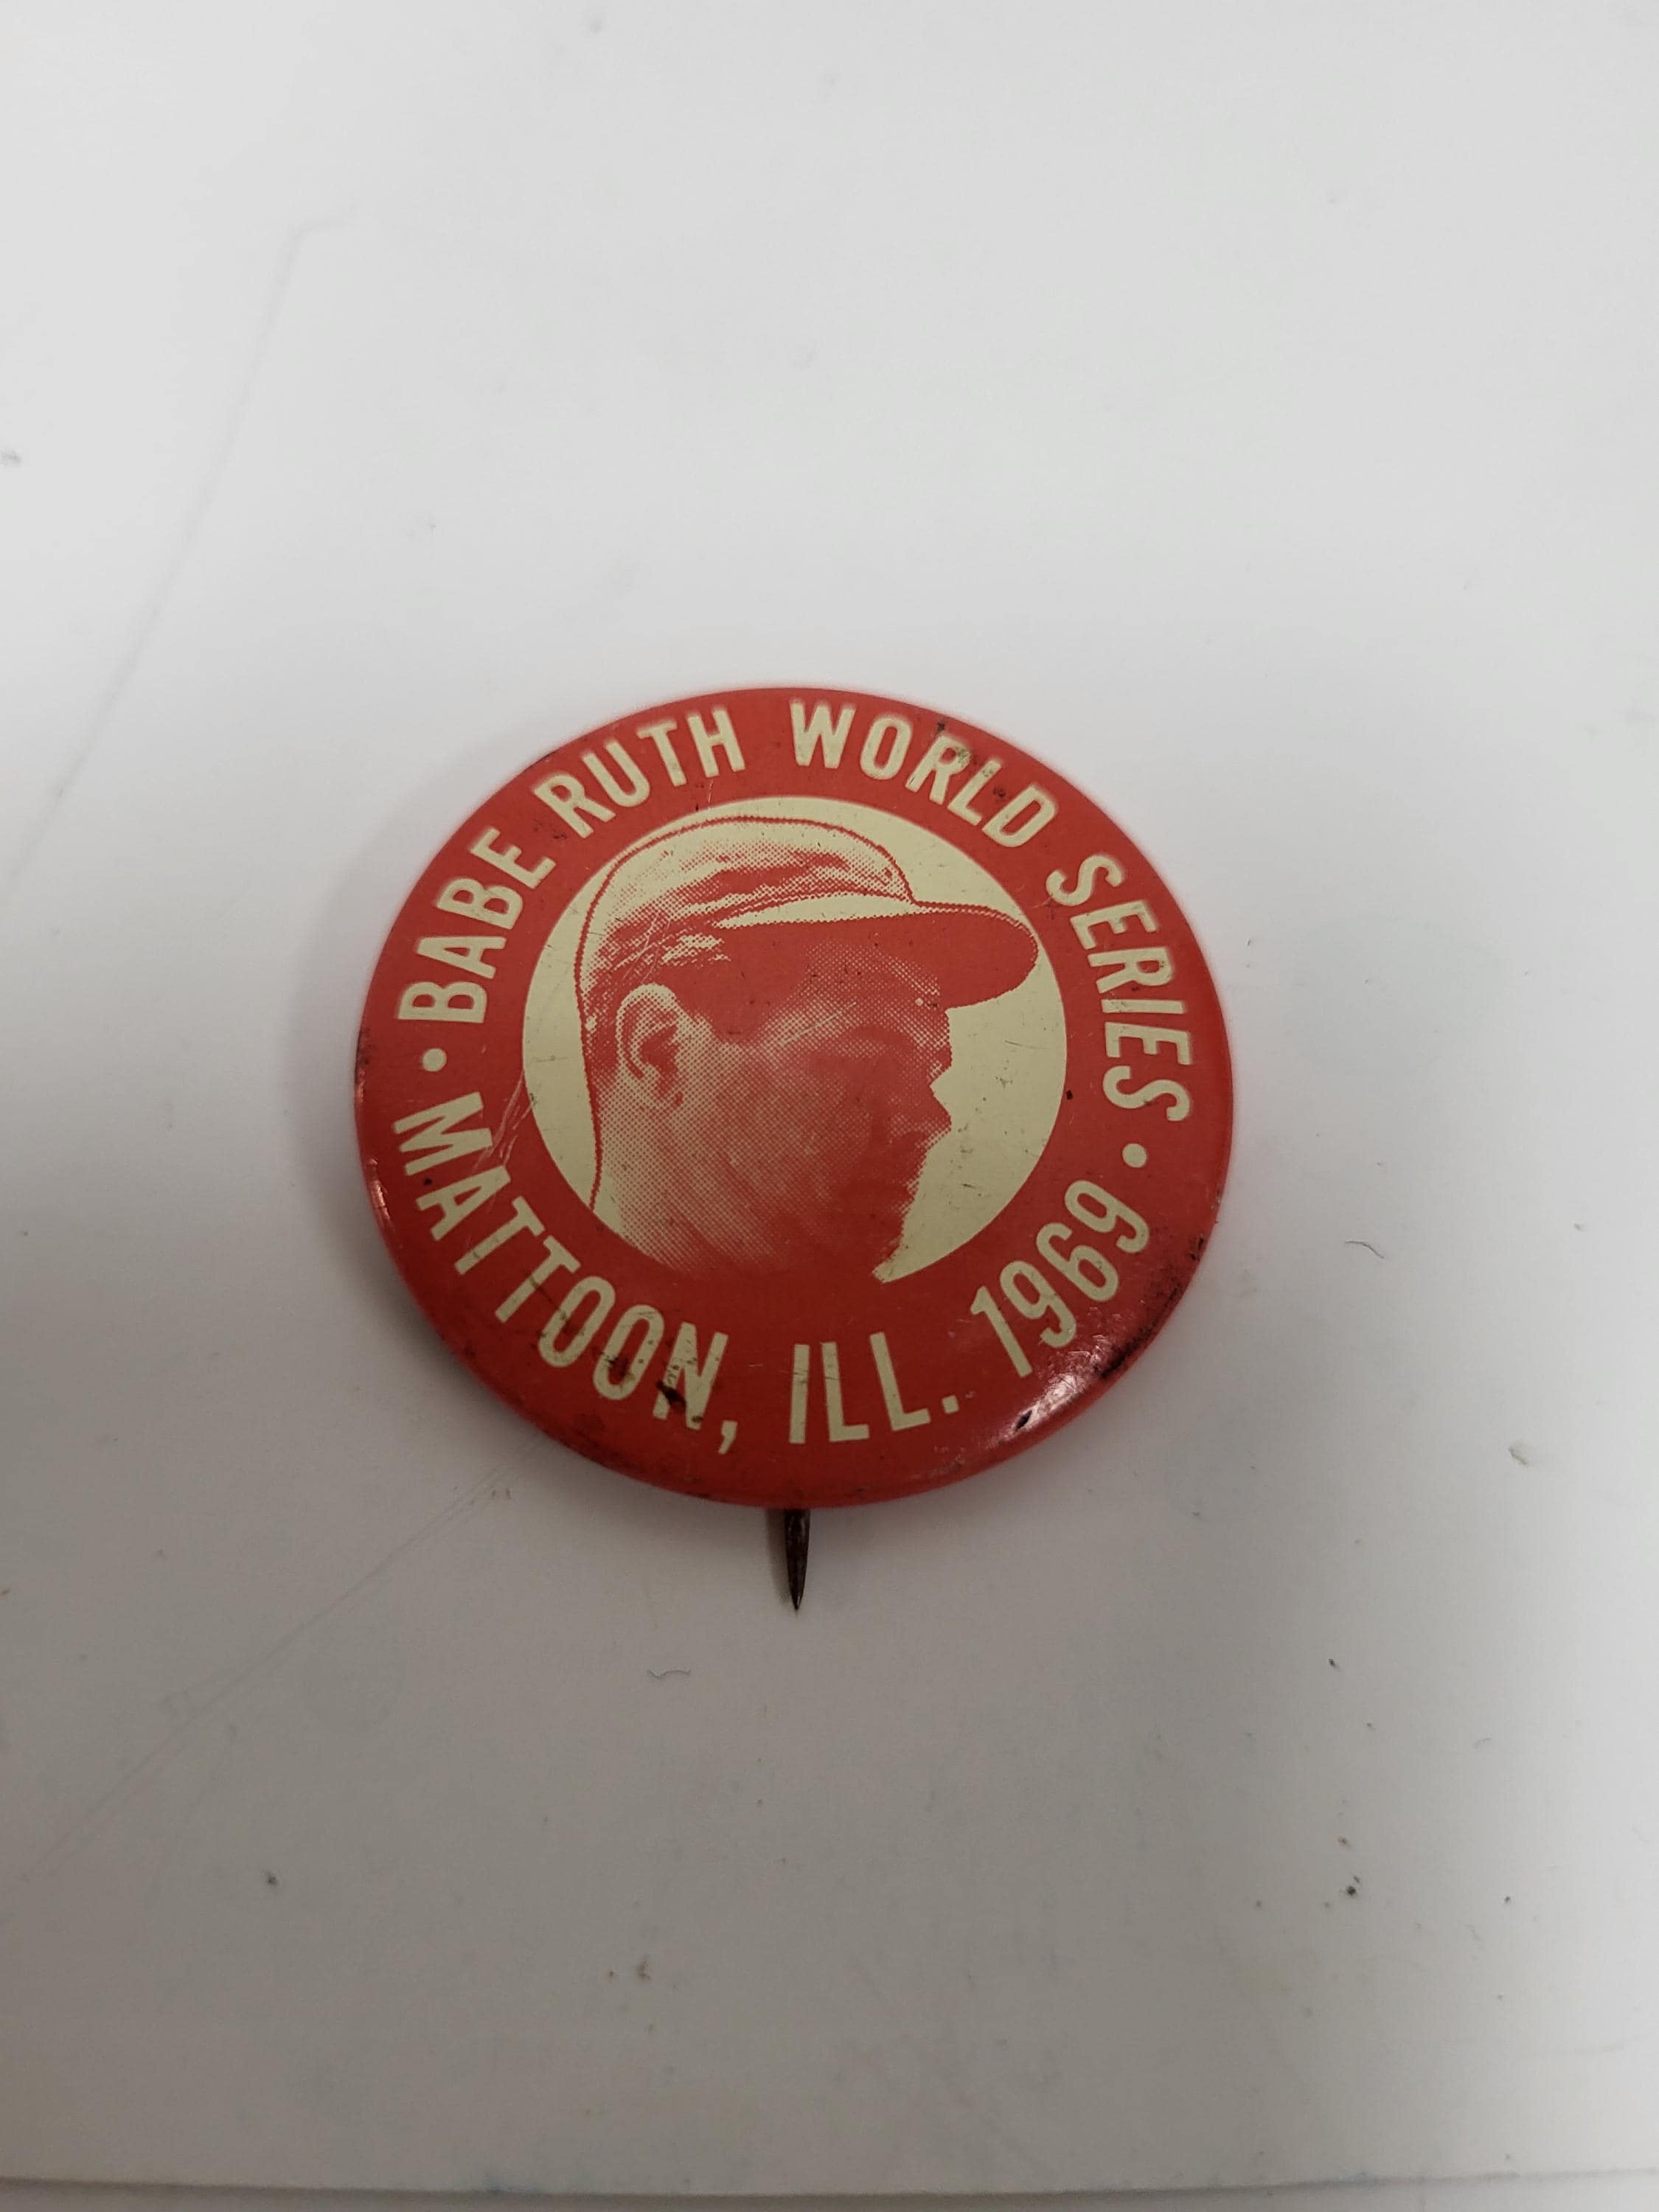 • BABE RUTH WORLD SERIES •
MATTOON, ILL. 1969